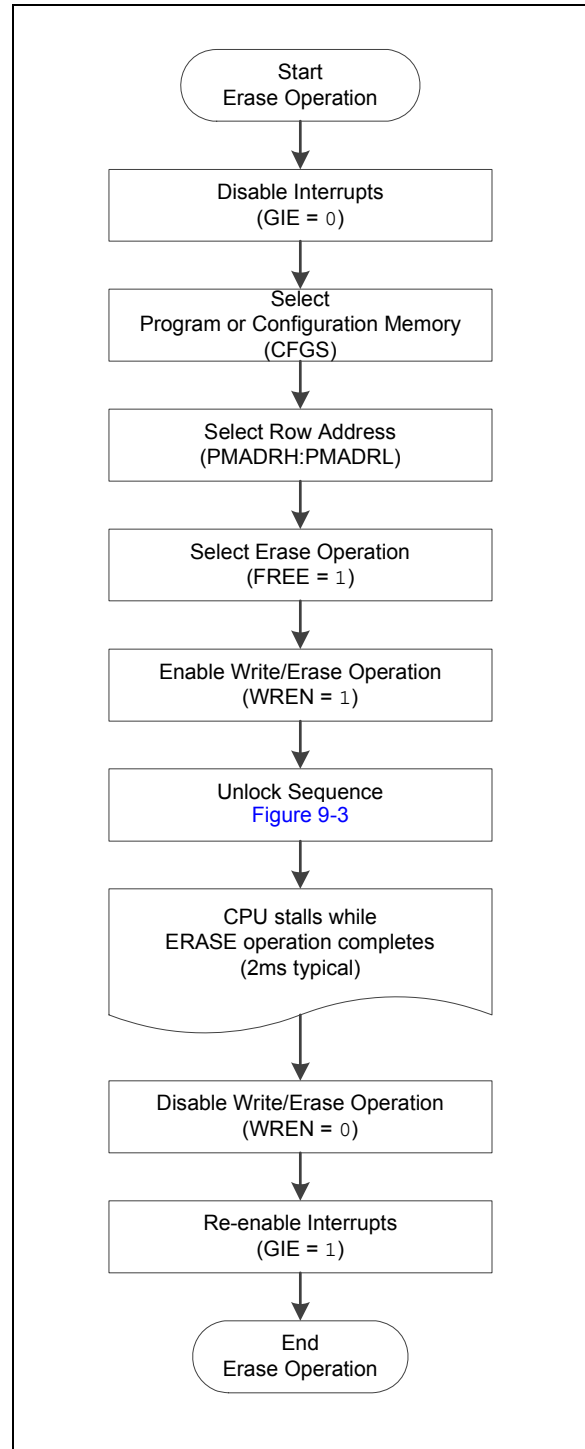 Start
Erase Operation
Disable Interrupts
(GIE = 0)
Select
Program or Configuration Memory
(CFGS)
Select Row Address
(PMADRH:PMADRL)
Select Erase Operation
(FREE = 1)
Enable Write/Erase Operation
(WREN = 1)
Unlock Sequence
Figure 9-3
CPU stalls while
ERASE operation completes
(2ms typical)
Disable Write/Erase Operation
(WREN = 0)
Re-enable Interrupts
(GIE = 1)
End
Erase Operation